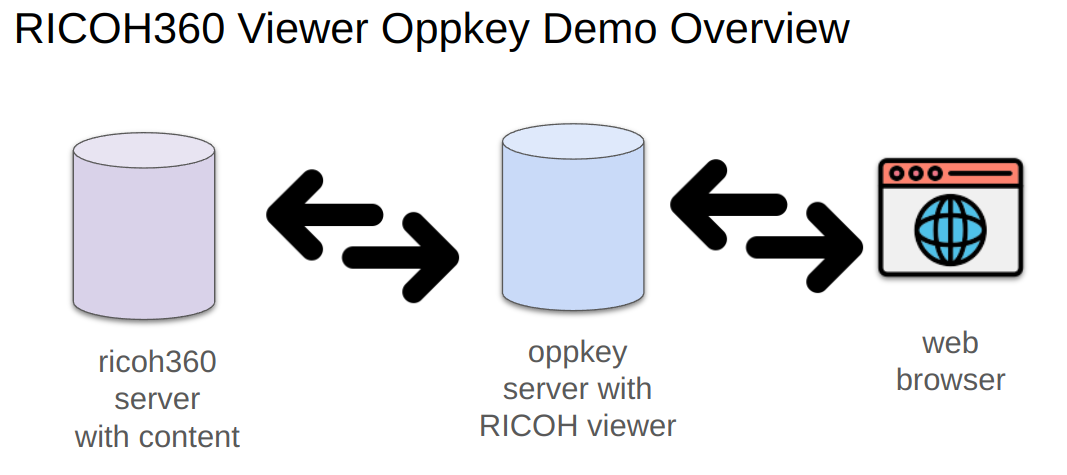 RICOH360 Viewer Oppkey Demo Overview
ricoh360
server
with content
oppkey
server with
RICOH viewer
web
browser